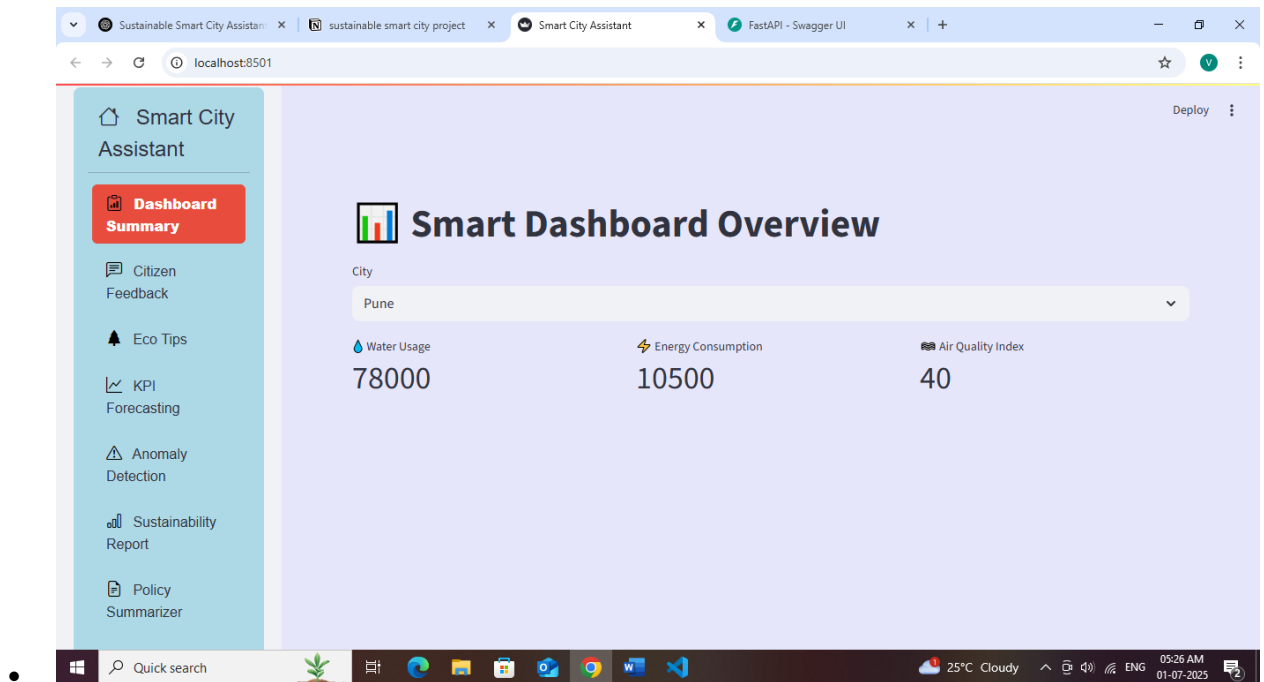 Sustainable Smart City Assistan
sustainable smart city project
Smart City Assistant
FastAPI - Swagger UI
localhost:8501
V
Smart City
Assistant
Dashboard
Summary
Citizen
Feedback
Eco Tips
KPI
Forecasting
Anomaly
Detection
Sustainability
Report
Policy
Summarizer
Deploy
Smart Dashboard Overview
City
Pune
Water Usage
78000
Energy Consumption
10500
Air Quality Index
40
Quick search
25°C Cloudy
ENG
05:26 AM
01-07-2025
2